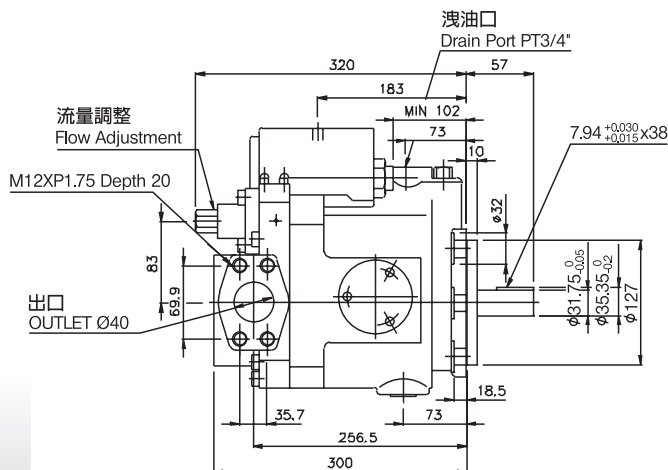 洩油口
Drain Port PT3/4"
320
57
183
流量調整
Flow Adjustment
MIN 102
73
7.94 +0.030 +0.015 x38
10
M12XP1.75 Depth 20
ø32
83
69.9
出口
OUTLET Ø40
ø31.75 0 -0.05
ø35.35 0 -0.2
ø127
18,5
35.7
73
256.5
300